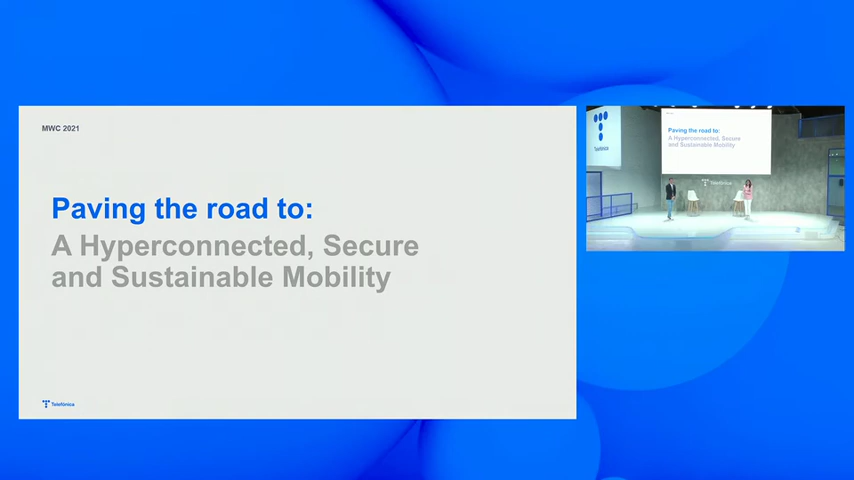 MWC 2021
Paving the road to:
A Hyperconnected, Secure
and Sustainable Mobility
Telefónica
Telefónica
Paving the road to:
A Hyperconnected, Secure
and Sustainable Mobility
Telefónica